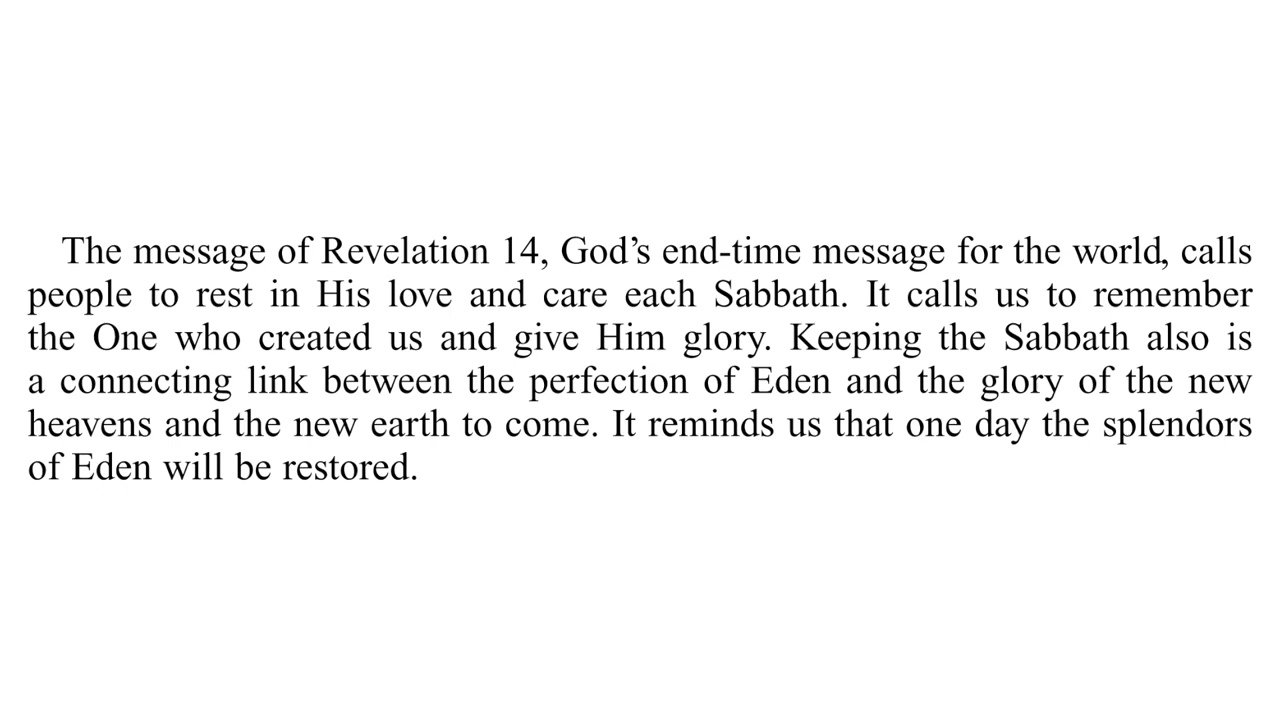 The message of Revelation 14, God’s end-time message for the world, calls
people to rest in His love and care each Sabbath. It calls us to remember
the One who created us and give Him glory. Keeping the Sabbath also is
a connecting link between the perfection of Eden and the glory of the new
heavens and the new earth to come. It reminds us that one day the splendors
of Eden will be restored.